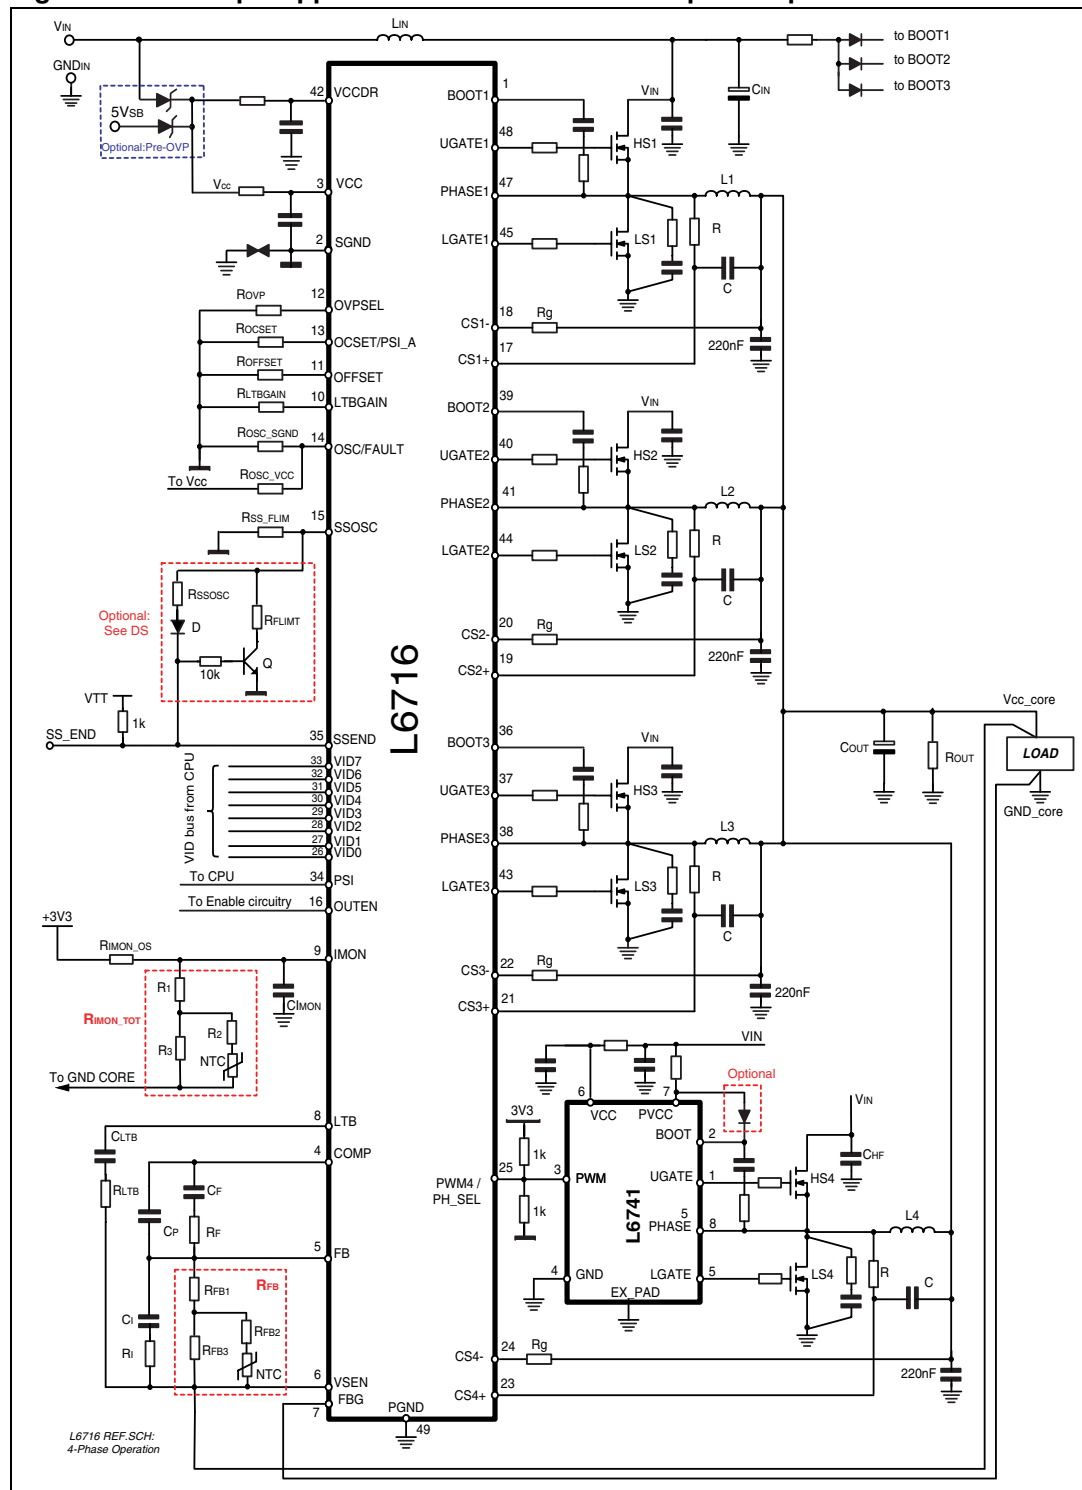 VIN
LIN
to BOOT1
to BOOT2
to BOOT3
GNDIN
5VSB
Optional:Pre-OVP
CIN
42 VCCDR
Vcc 3 VCC
2 SGND
ROVP 12 OVPSEL
ROCSET 13 OCSET/PSI_A
ROFFSET 11 OFFSET
RLTBGAIN 10 LTBGAIN
ROSC_SGND 14 OSC/FAULT
ROSC_VCC
To Vcc
RSS_FLIM 15 SSOSC
Optional:
See DS
RSSOSC
RFLIMT
D
Q
10k
VTT
1k
SS_END 35 SSEND
VID bus from CPU
33 VID7
32 VID6
31 VID5
30 VID4
29 VID3
28 VID2
27 VID1
26 VID0
To CPU 34 PSI
To Enable circuitry 16 OUTEN
+3V3
RIMON_OS 9 IMON
CIMON
R1
RIMON_TOT
R2
R3
NTC
To GND CORE
8 LTB
CLTB
4 COMP
RLTB
CF
CP
RF
5 FB
RFB1
RFB
CI
RFB2
RI
RFB3
NTC
6 VSEN
7 FBG
PGND
49
L6716 REF.SCH:
4-Phase Operation
L6716
BOOT1 1
VIN
UGATE1 48
HS1
PHASE1 47
L1
LGATE1 45
LS1
R
C
CS1- 18 Rg
CS1+ 17
220nF
BOOT2 39
VIN
UGATE2 40
HS2
PHASE2 41
L2
LGATE2 44
LS2
R
C
CS2- 20 Rg
CS2+ 19
220nF
BOOT3 36
VIN
UGATE3 37
HS3
PHASE3 38
L3
LGATE3 43
LS3
R
C
CS3- 22 Rg
CS3+ 21
220nF
Vcc_core
COUT
ROUT
LOAD
GND_core
VIN
Optional
3V3
1k
1k
PWM4 /
PH_SEL
25
L6741
6 VCC
7 PVCC
3 PWM
4 GND
EX_PAD
BOOT 2
UGATE 1
5
PHASE 8
LGATE 5
VIN
CHF
HS4
LS4
L4
R
C
CS4- 24 Rg
CS4+ 23
220nF